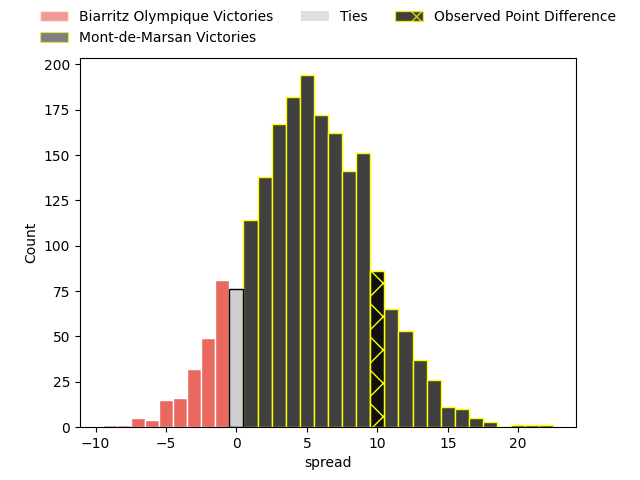 Biarritz Olympique Victories Ties Observed Point Difference
Mont-de-Marsan Victories
200
175
150
125
100
75
50
25
0
Count
−10 −5 0 5 10 15 20
spread